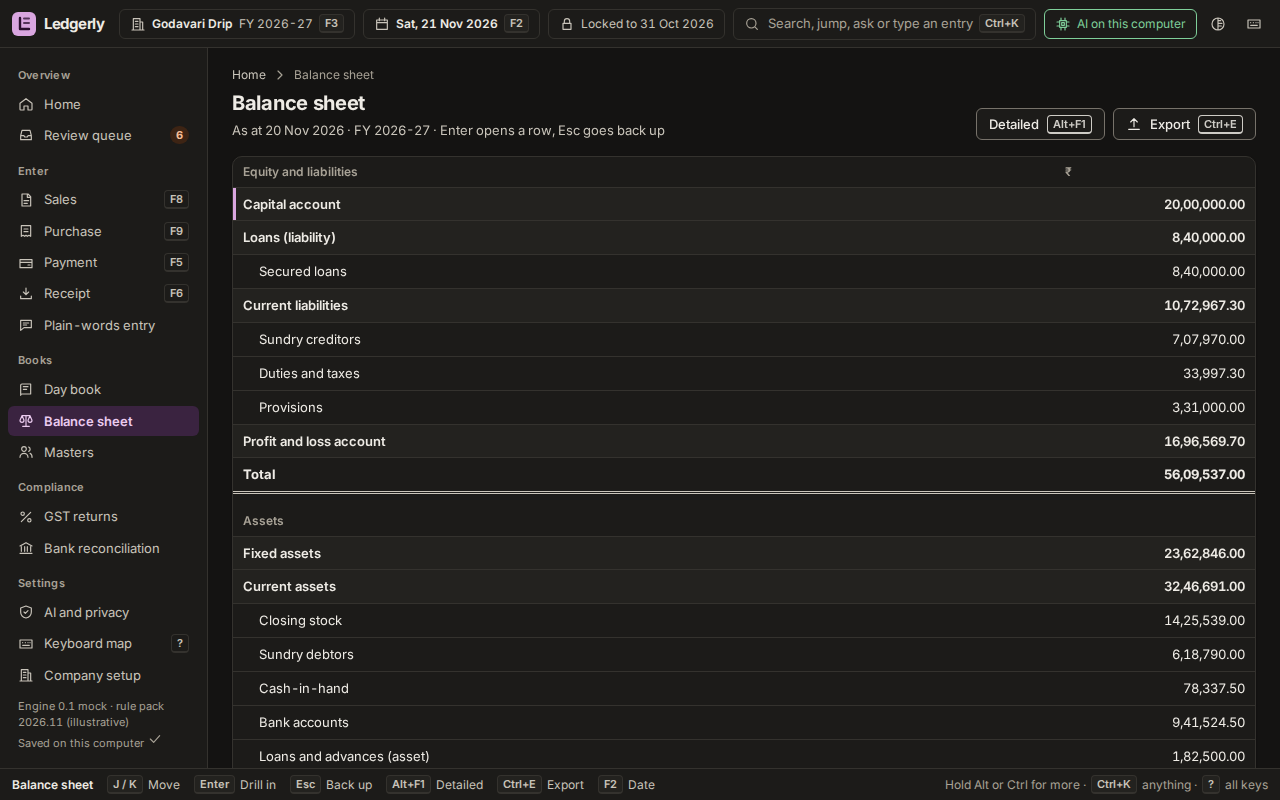 Ledgerly
Godavari Drip FY 2026-27 F3
Sat, 21 Nov 2026 F2
Locked to 31 Oct 2026
Search, jump, ask or type an entry Ctrl+K
AI on this computer
Overview
Home
Review queue 6
Enter
Sales F8
Purchase F9
Payment F5
Receipt F6
Plain-words entry
Books
Day book
Balance sheet
Masters
Compliance
GST returns
Bank reconciliation
Settings
AI and privacy
Keyboard map ?
Company setup
Engine 0.1 mock · rule pack
2026.11 (illustrative)
Saved on this computer
Home > Balance sheet
Balance sheet
As at 20 Nov 2026 · FY 2026-27 · Enter opens a row, Esc goes back up
Detailed Alt+F1
Export Ctrl+E
Equity and liabilities ₹
Capital account 20,00,000.00
Loans (liability) 8,40,000.00
Secured loans 8,40,000.00
Current liabilities 10,72,967.30
Sundry creditors 7,07,970.00
Duties and taxes 33,997.30
Provisions 3,31,000.00
Profit and loss account 16,96,569.70
Total 56,09,537.00
Assets
Fixed assets 23,62,846.00
Current assets 32,46,691.00
Closing stock 14,25,539.00
Sundry debtors 6,18,790.00
Cash-in-hand 78,337.50
Bank accounts 9,41,524.50
Loans and advances (asset) 1,82,500.00
Balance sheet J / K Move Enter Drill in Esc Back up Alt+F1 Detailed Ctrl+E Export F2 Date
Hold Alt or Ctrl for more · Ctrl+K anything · ? all keys